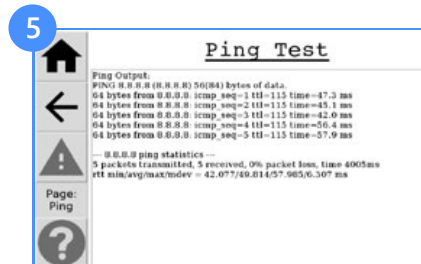 5
Ping Test
Ping Output:
PING 8.8.8.8 (8.8.8.8) 56(84) bytes of data.
64 bytes from 8.8.8.8: icmp_seq=1 ttl=115 time=47.3 ms
64 bytes from 8.8.8.8: icmp_seq=2 ttl=115 time=45.1 ms
64 bytes from 8.8.8.8: icmp_seq=3 ttl=115 time=42.0 ms
64 bytes from 8.8.8.8: icmp_seq=4 ttl=115 time=56.4 ms
64 bytes from 8.8.8.8: icmp_seq=5 ttl=115 time=57.9 ms
--- 8.8.8.8 ping statistics ---
5 packets transmitted, 5 received, 0% packet loss, time 4005ms
rtt min/avg/max/mdev = 42.077/49.814/57.985/6.307 ms
Page:
Ping
?